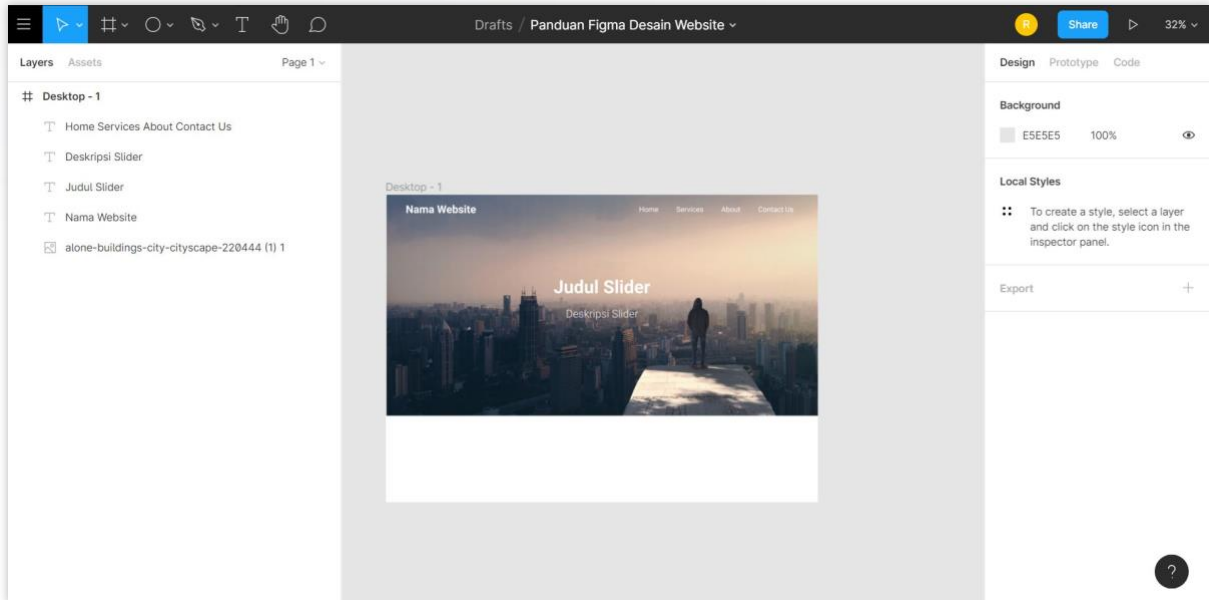 Drafts / Panduan Figma Desain Website
R
Share
32%
Layers Assets Page 1
Desktop - 1
Home Services About Contact Us
Deskripsi Slider
Judul Slider
Nama Website
alone-buildings-city-cityscape-220444 (1) 1
Desktop - 1
Nama Website Home Services About Contact Us
Judul Slider
Deskripsi Slider
Design Prototype Code
Background
E5E5E5 100%
Local Styles
To create a style, select a layer
and click on the style icon in the
inspector panel.
Export
?